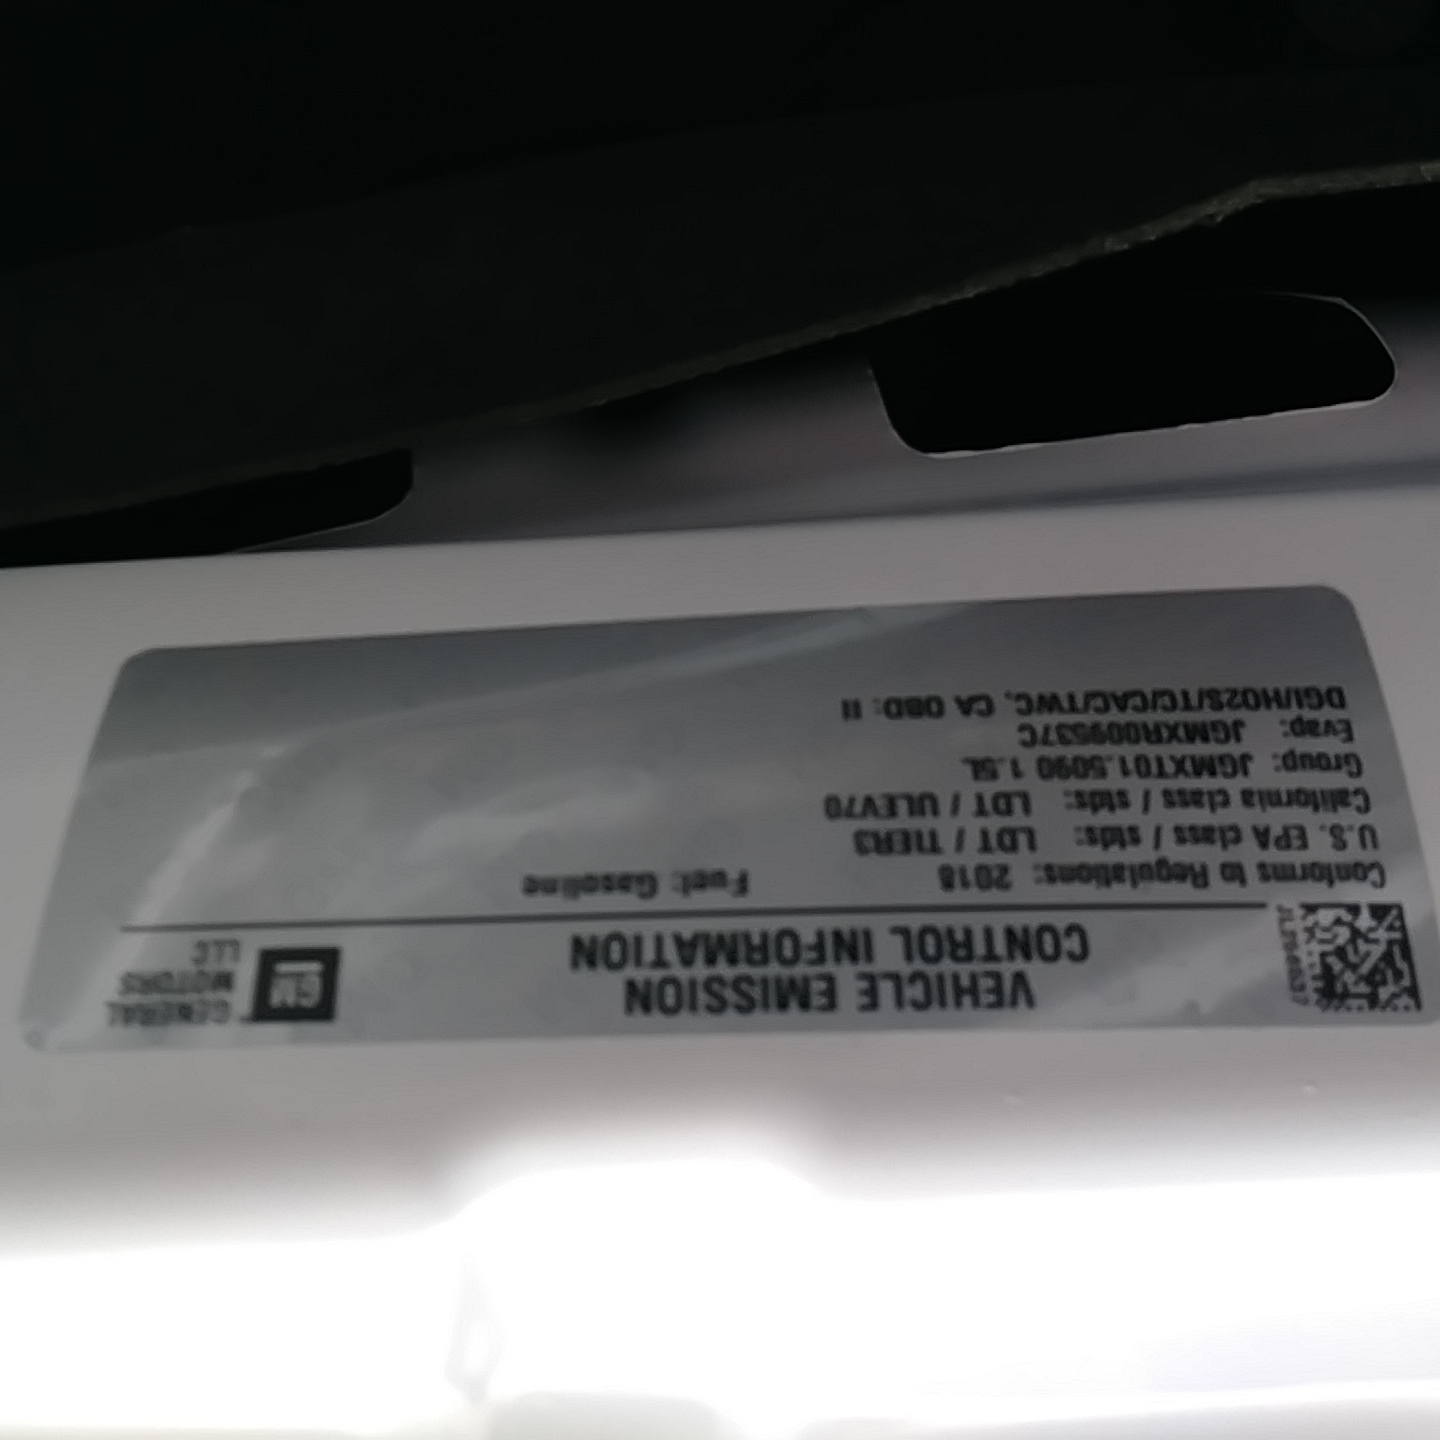 VEHICLE EMISSION
CONTROL INFORMATION
GM
GENERAL
MOTORS
LLC
Conforms to Regulations: 2018 Fuel: Gasoline
U.S. EPA class / stds: LDT / TIER3
California class / stds: LDT / ULEV70
Group: JGMXT01.5090 1.5L
Evap: JGMXR009537C
DGI/HO2S/TC/CAC/TWC, CA OBD: II